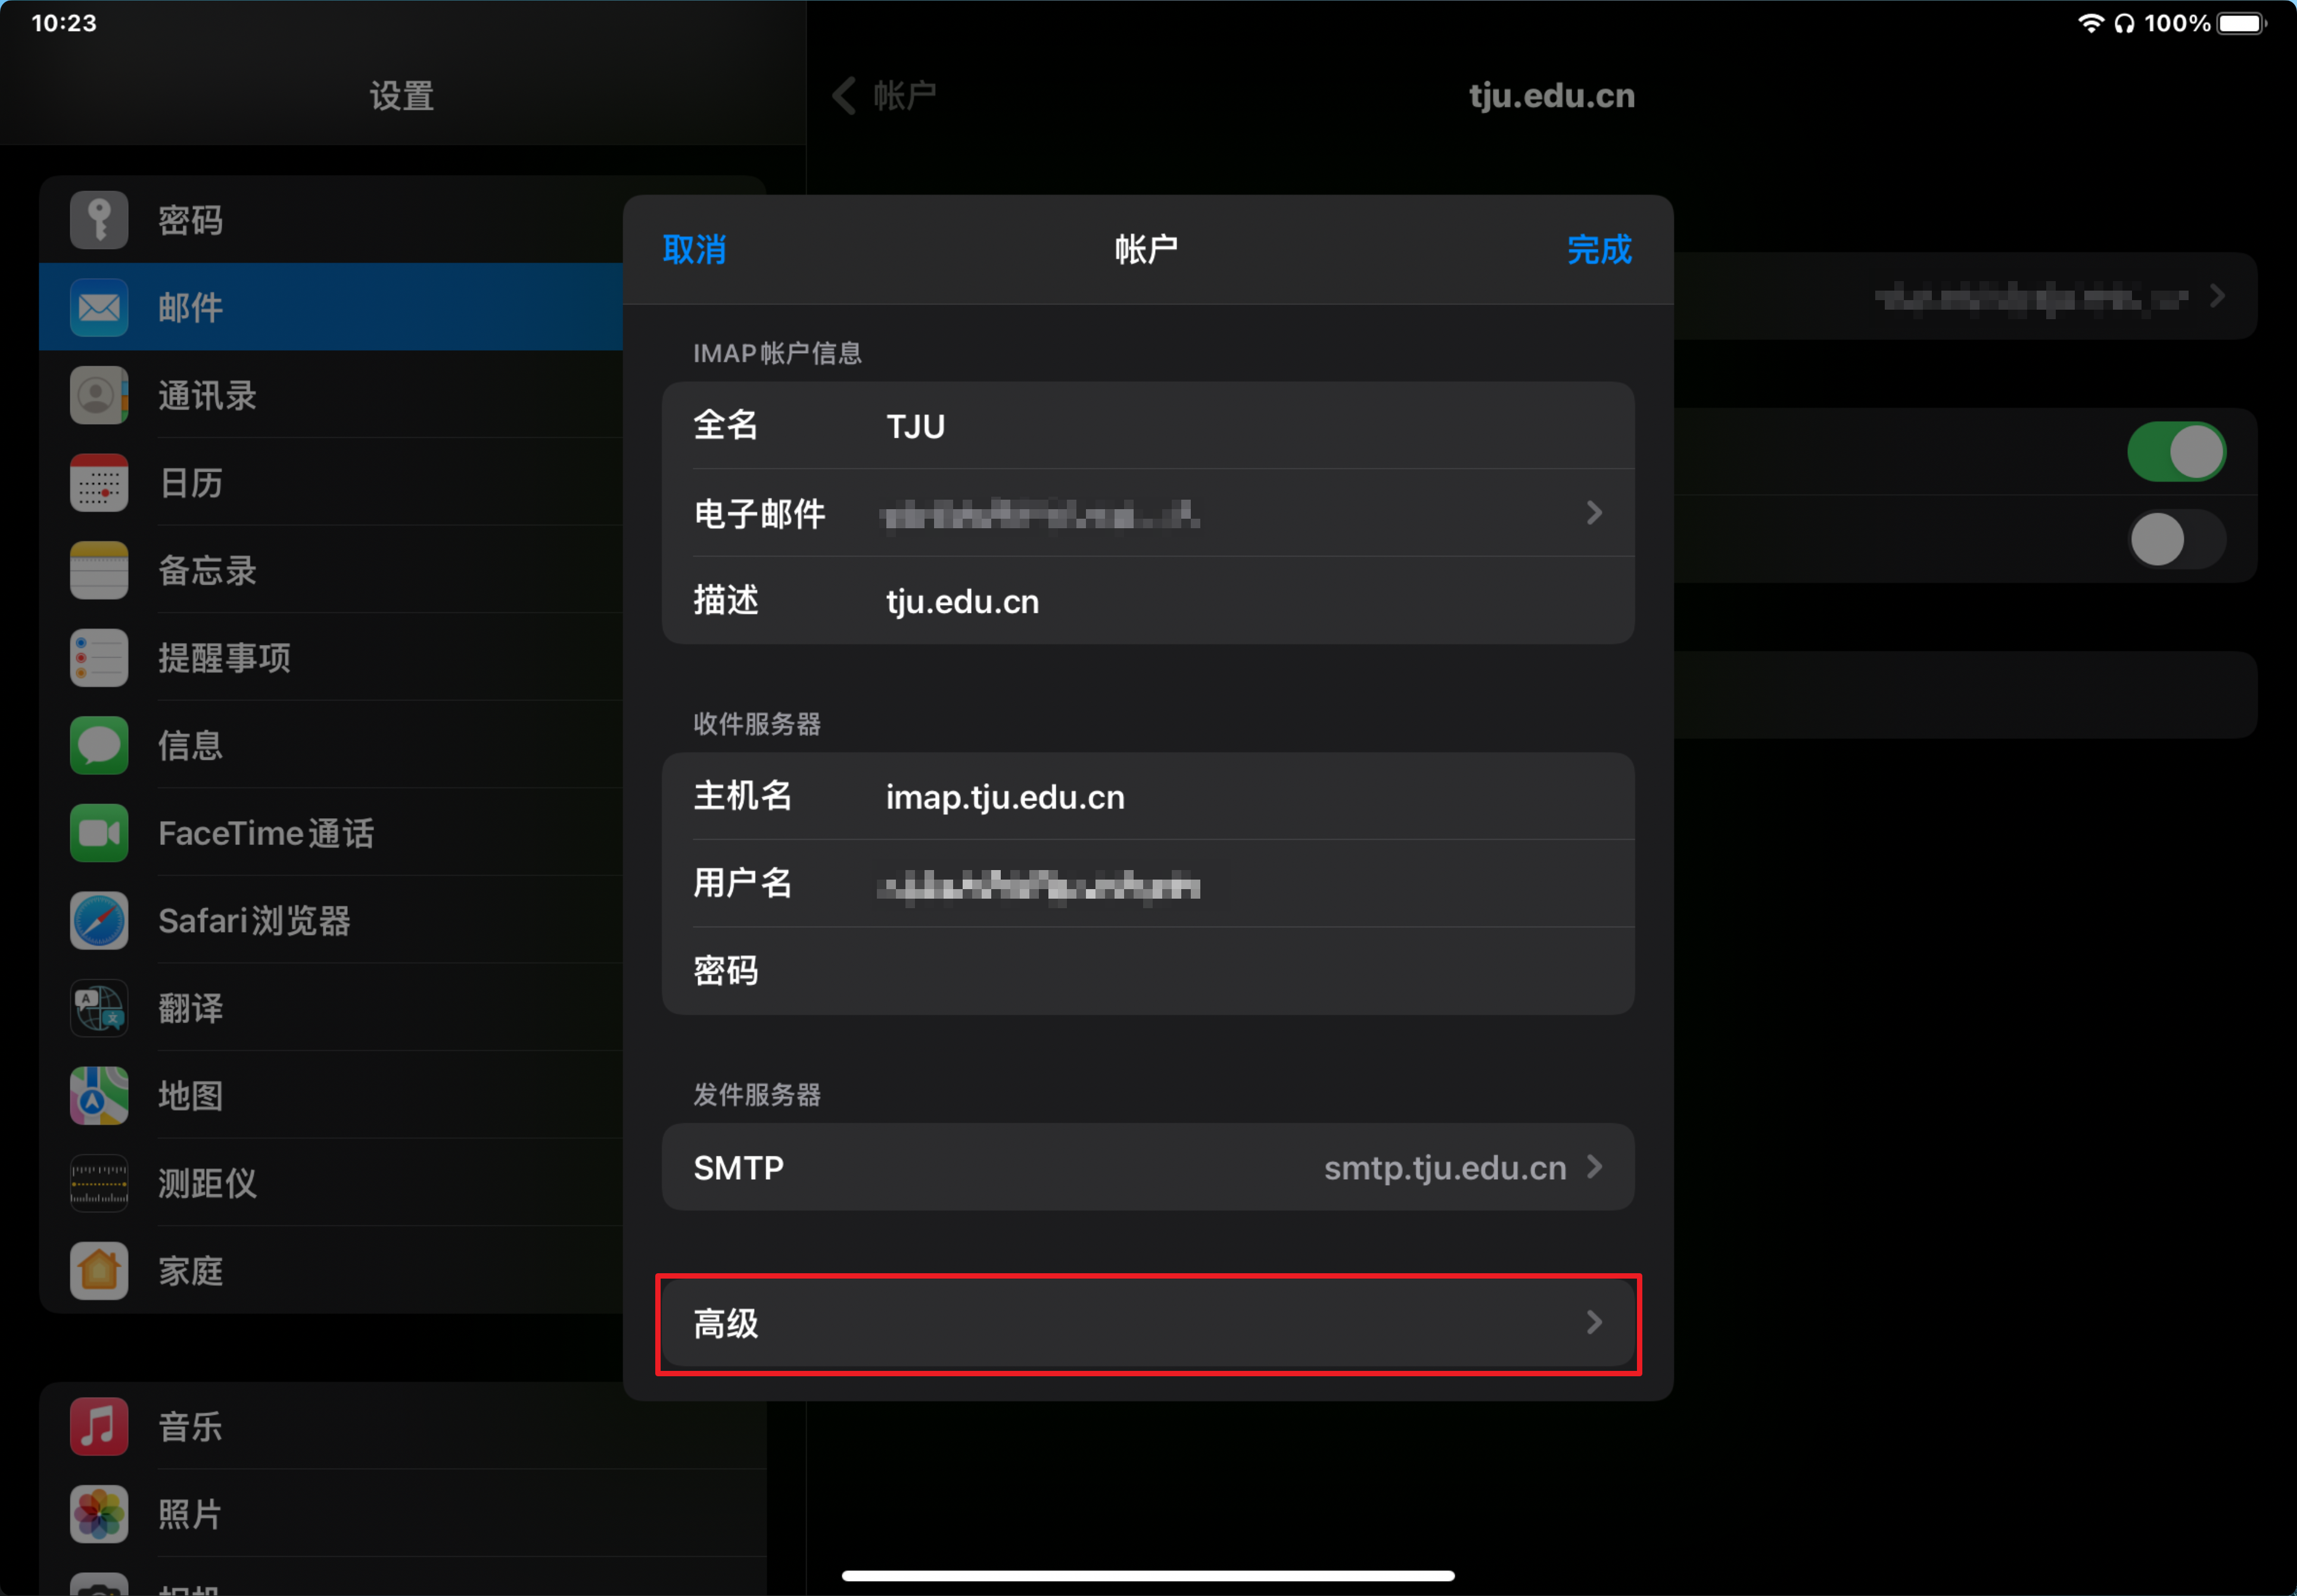 10:23
100%
设置
帐户
tju.edu.cn
密码
邮件
通讯录
日历
备忘录
提醒事项
信息
FaceTime通话
Safari浏览器
翻译
地图
测距仪
家庭
音乐
照片
相机
取消
帐户
完成
IMAP帐户信息
全名 TJU
电子邮件
描述 tju.edu.cn
收件服务器
主机名 imap.tju.edu.cn
用户名
密码
发件服务器
SMTP smtp.tju.edu.cn
高级